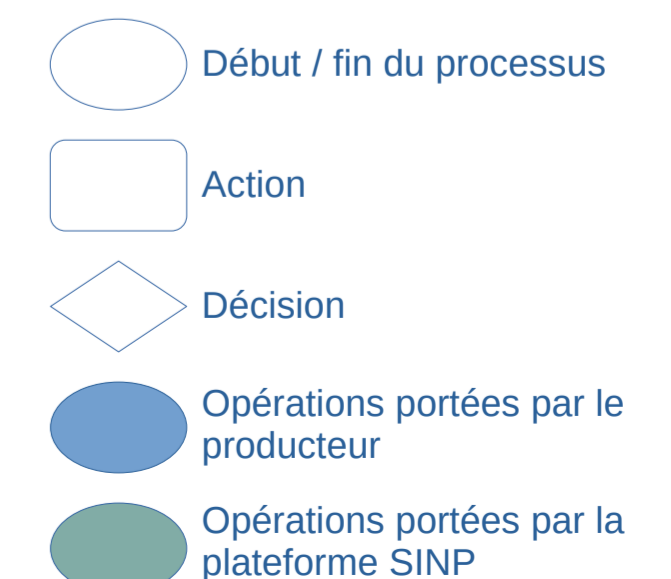 Début / fin du processus
Action
Décision
Opérations portées par le
producteur
Opérations portées par la
plateforme SINP